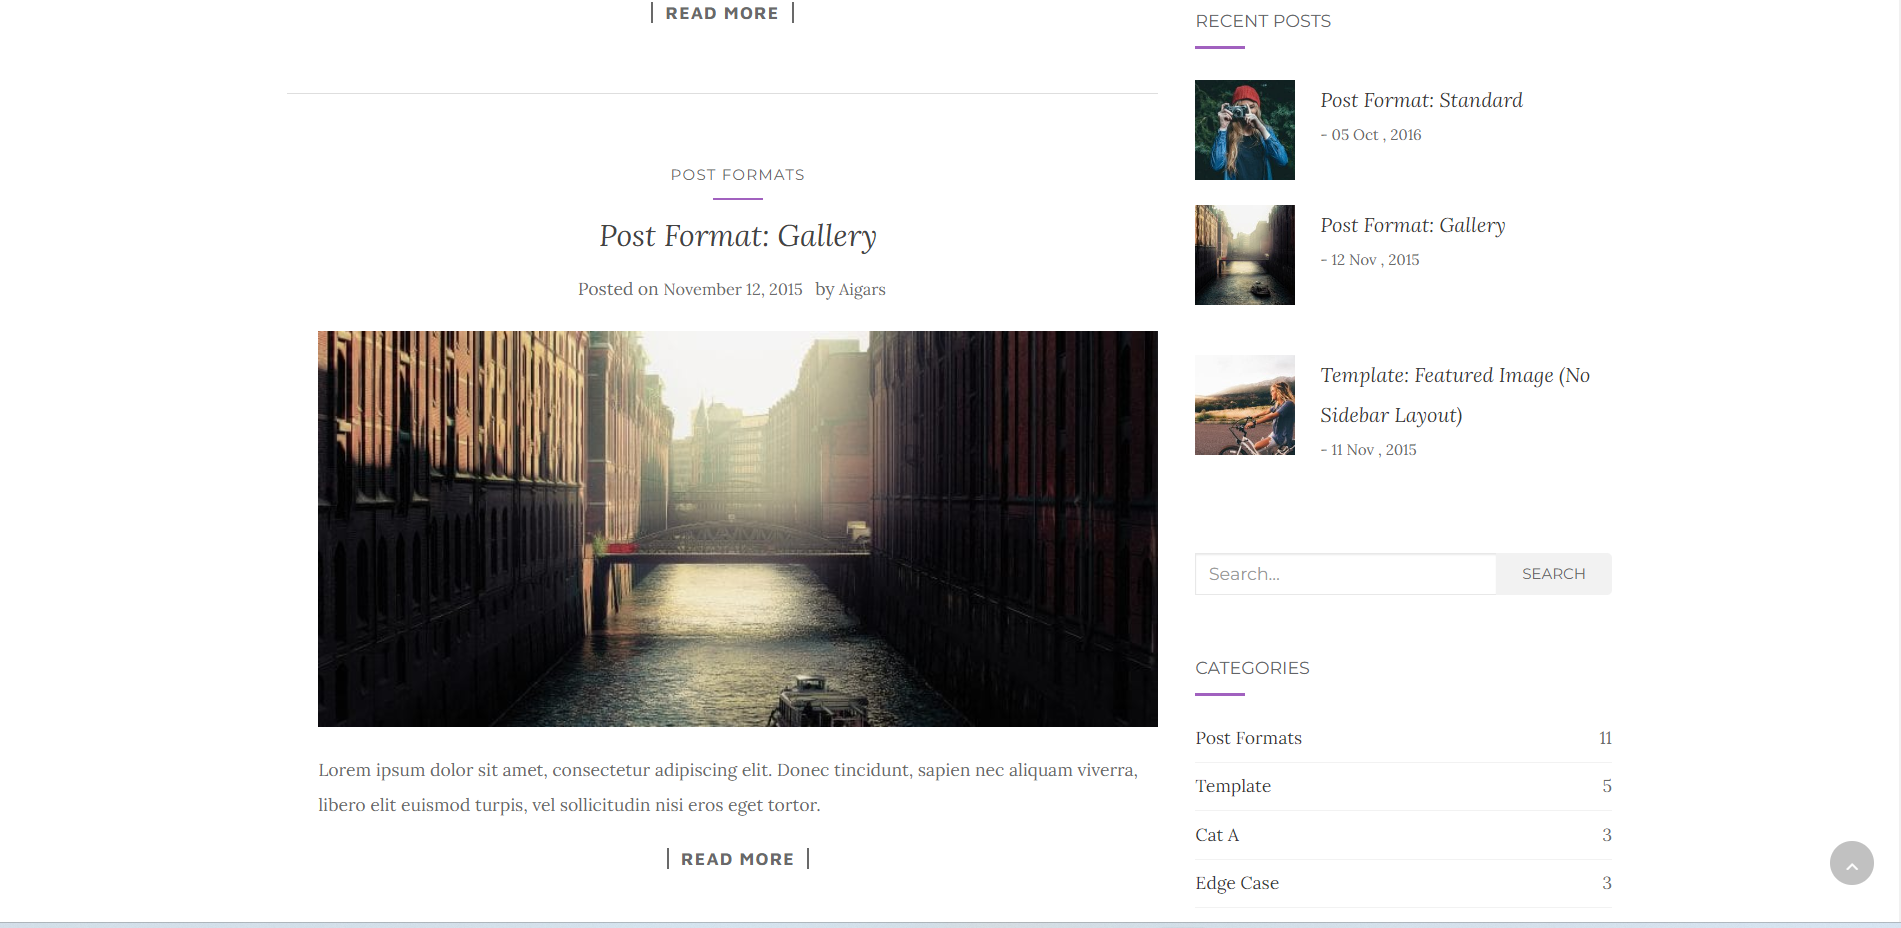 READ MORE
POST FORMATS
Post Format: Gallery
Posted on November 12, 2015 by Aigars
Lorem ipsum dolor sit amet, consectetur adipiscing elit. Donec tincidunt, sapien nec aliquam viverra,
libero elit euismod turpis, vel sollicitudin nisi eros eget tortor.
READ MORE
RECENT POSTS
Post Format: Standard
- 05 Oct , 2016
Post Format: Gallery
- 12 Nov , 2015
Template: Featured Image (No
Sidebar Layout)
- 11 Nov , 2015
Search...
SEARCH
CATEGORIES
Post Formats 11
Template 5
Cat A 3
Edge Case 3